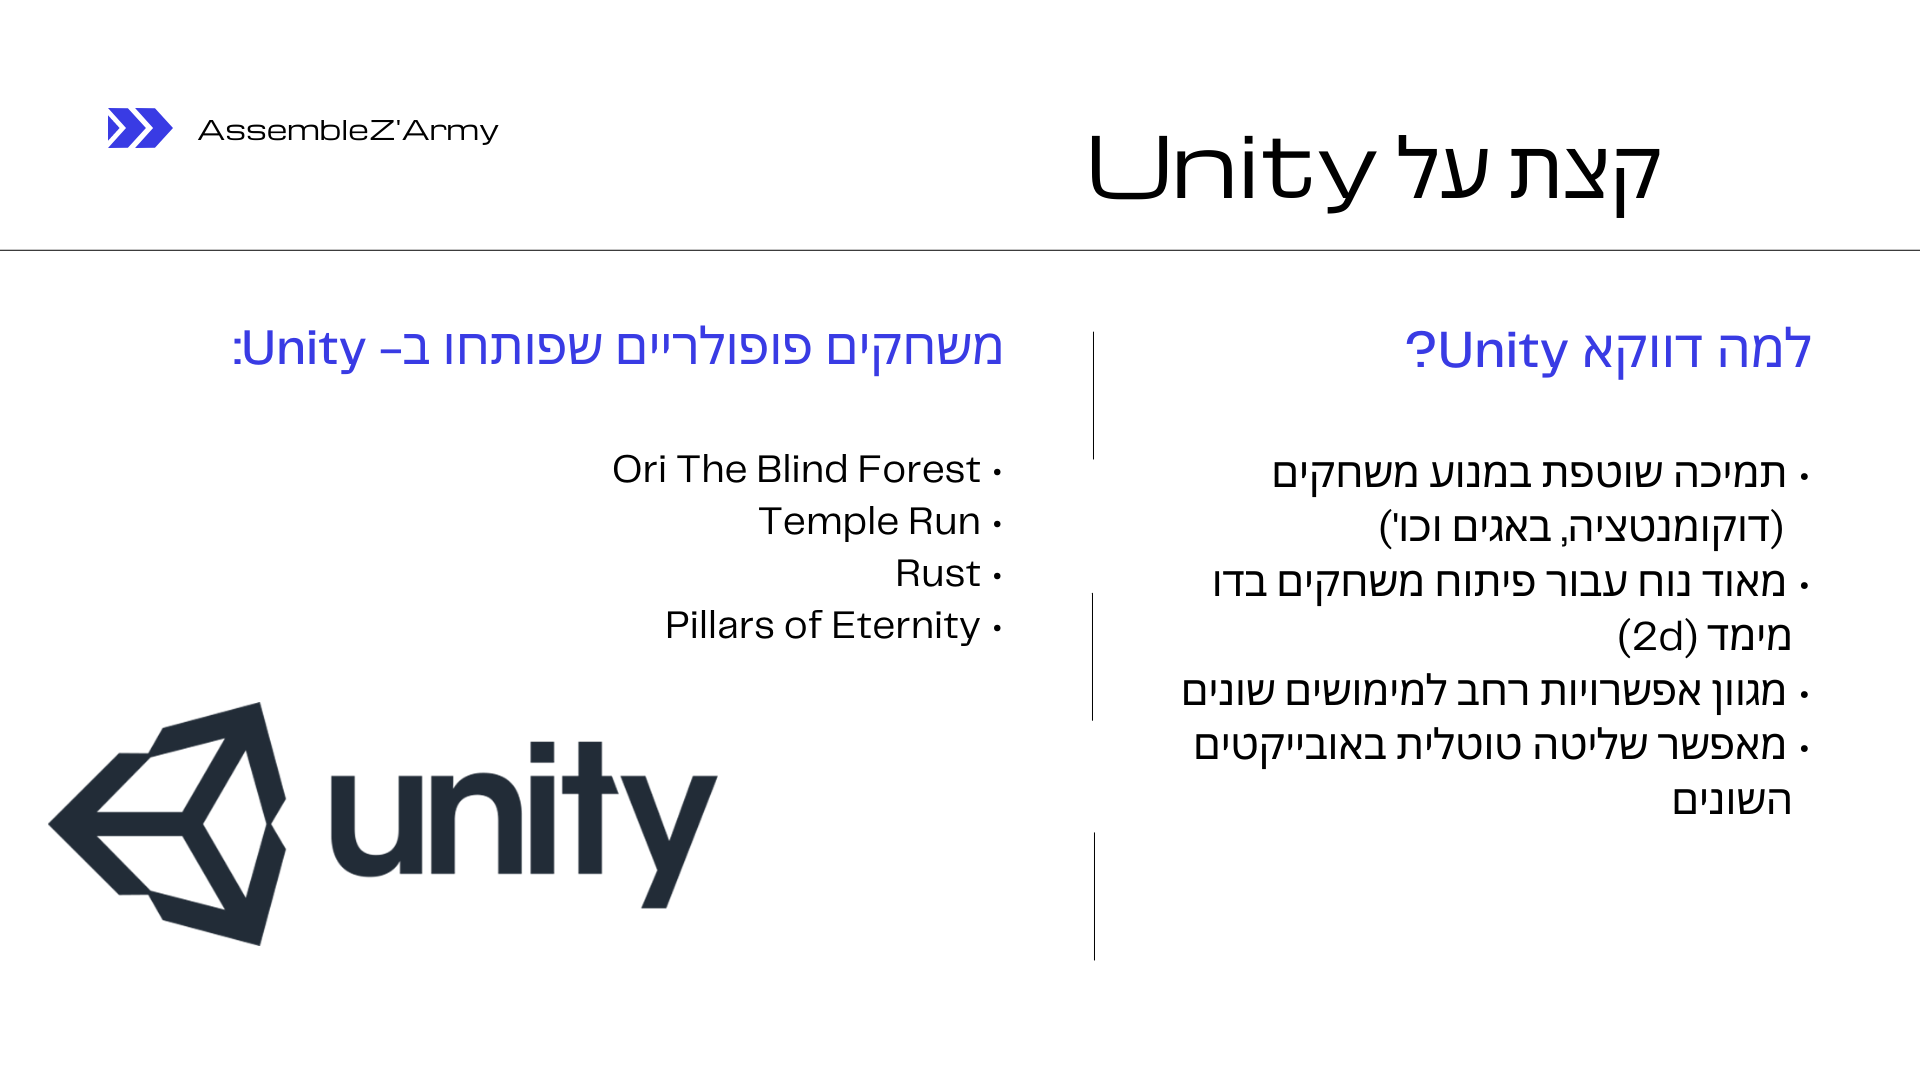 AssembleZ'Army
קצת על Unity
למה דווקא Unity?
• תמיכה שוטפת במנוע משחקים
(דוקומנטציה, באגים וכו')
• מאוד נוח עבור פיתוח משחקים בדו
מימד (2d)
• מגוון אפשרויות רחב למימושים שונים
• מאפשר שליטה טוטלית באובייקטים
השונים
משחקים פופולריים שפותחו ב- Unity:
• Ori The Blind Forest
• Temple Run
• Rust
• Pillars of Eternity
unity